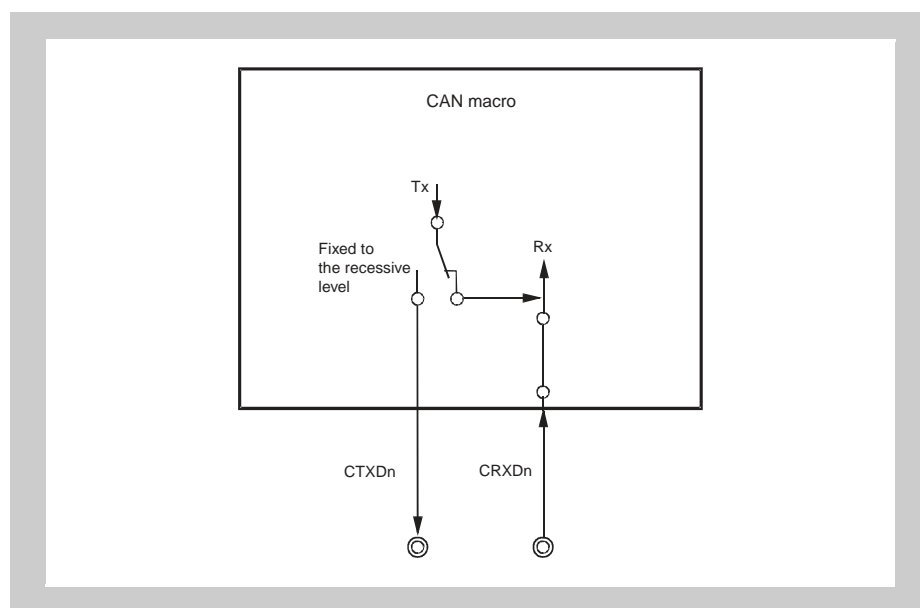 CAN macro
Tx
Fixed to
the recessive
level
Rx
CTXDn
CRXDn